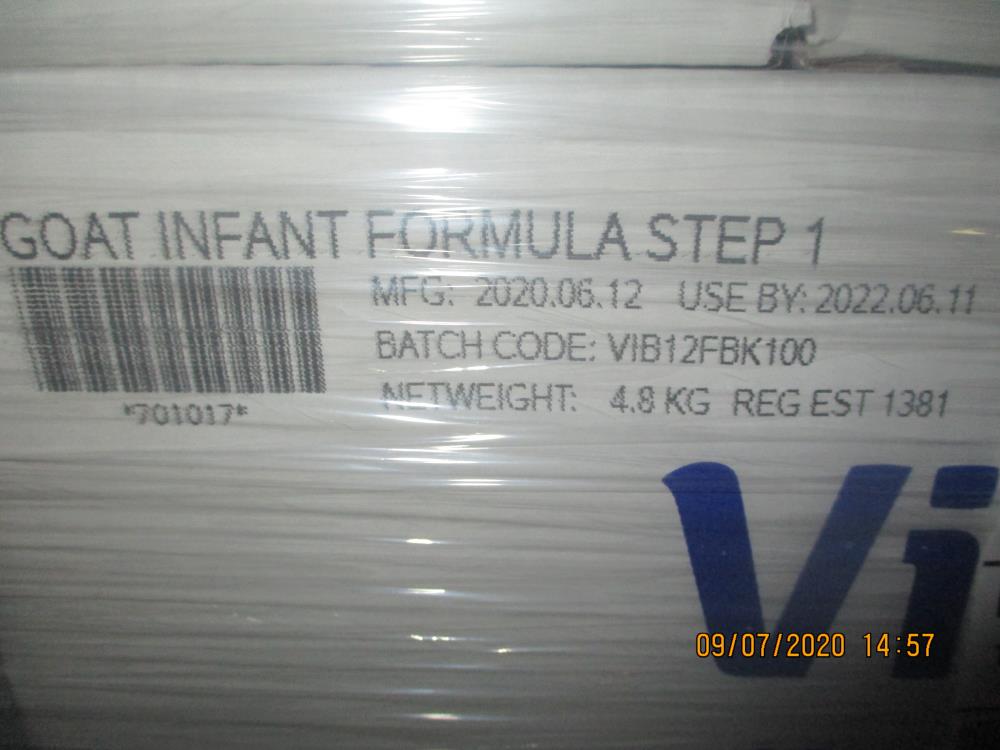 GOAT INFANT FORMULA STEP 1
MFG: 2020.06.12 USE BY: 2022.06.11
BATCH CODE: VIB12FBK100
NETWEIGHT: 4.8 KG REG EST 1381
*701017*
Vi
09/07/2020 14:57